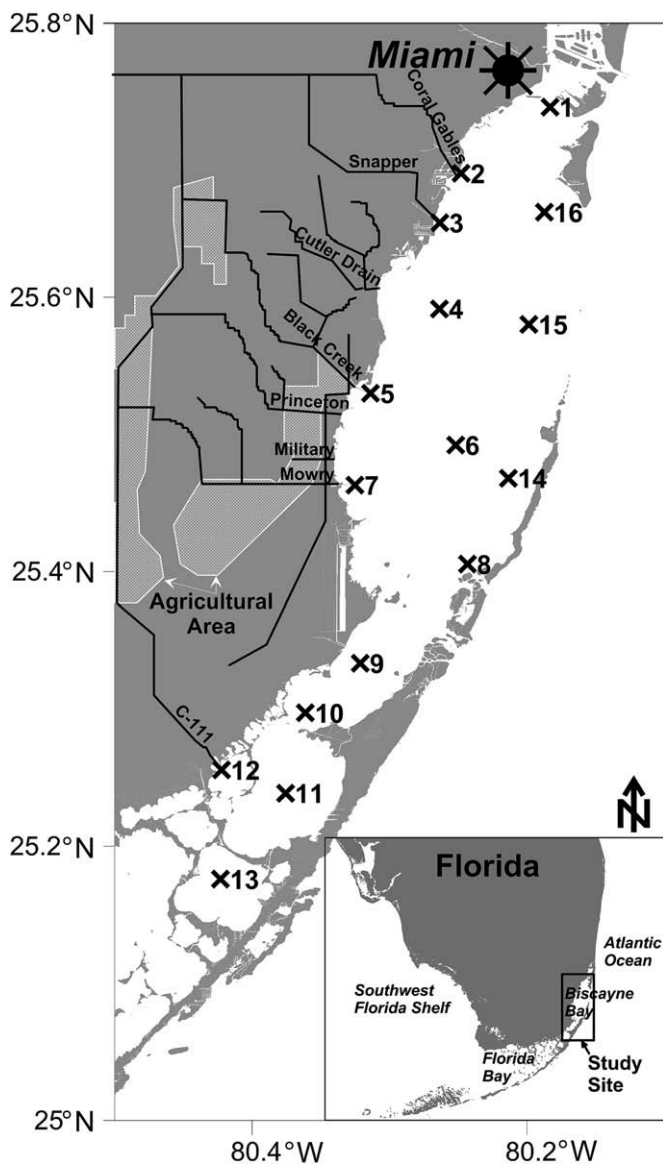 25.8°N
Miami
1
Coral Gables
Snapper
2
16
3
Cutler Drain
25.6°N
4
15
Black Creek
5
Princeton
6
Military
14
Mowry
7
8
25.4°N
Agricultural
Area
9
10
C-111
12
11
N
25.2°N
13
Florida
Atlantic
Ocean
Southwest
Florida Shelf
Biscayne
Bay
Florida
Bay
Study
Site
25°N
80.4°W
80.2°W